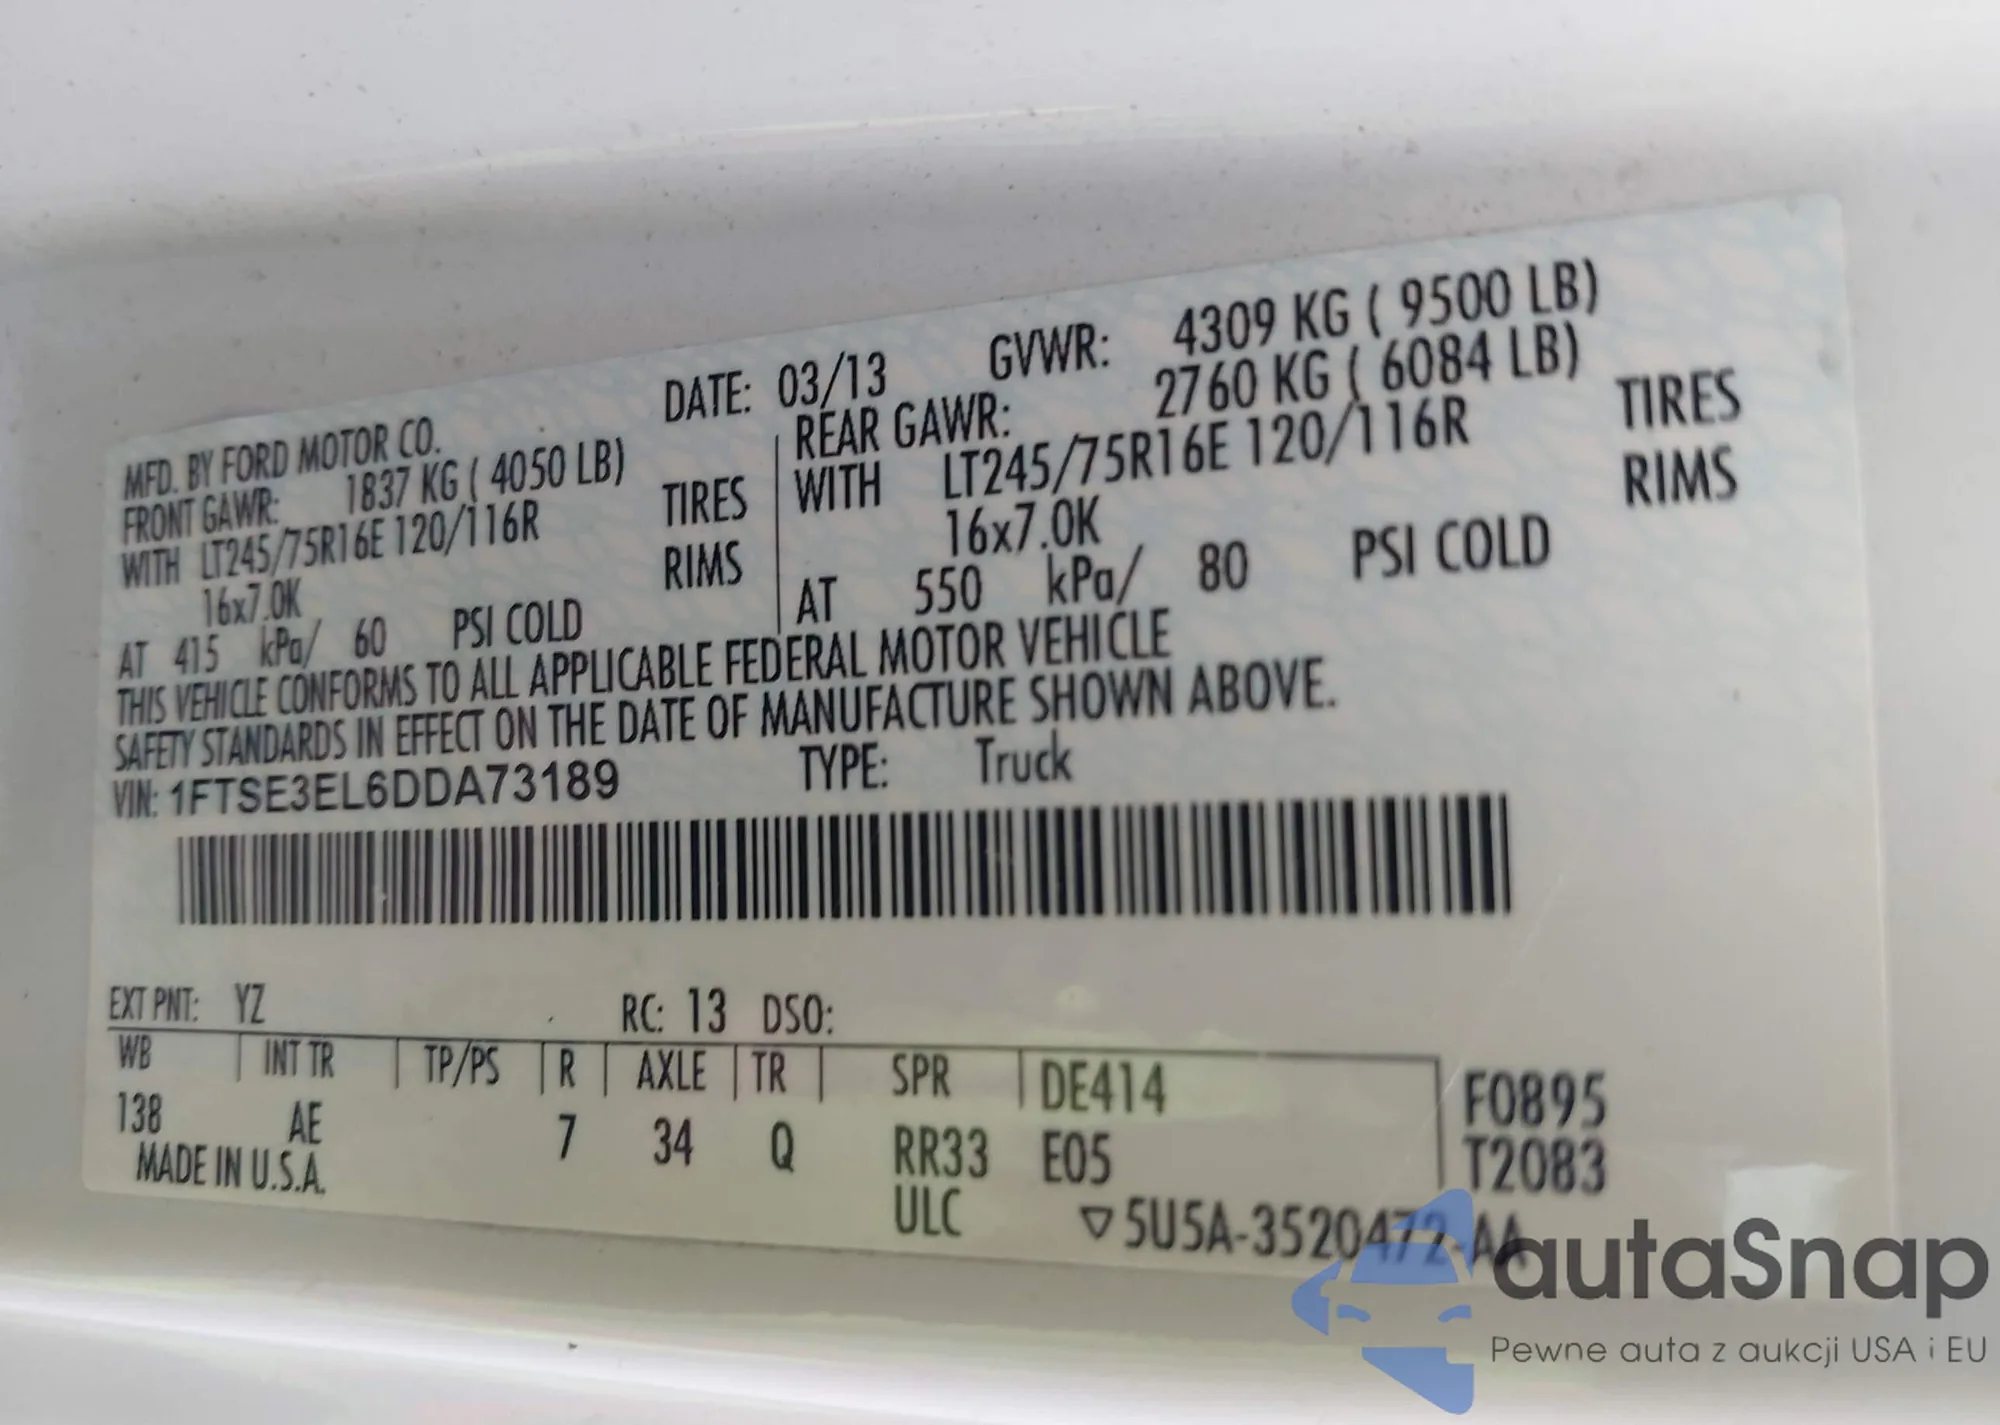 DATE: 03/13 GVWR: 4309 KG ( 9500 LB)
MFD. BY FORD MOTOR CO.
FRONT GAWR: 1837 KG ( 4050 LB)
WITH LT245/75R16E 120/116R TIRES
16x7.0K RIMS
AT 415 kPa/ 60 PSI COLD
REAR GAWR: 2760 KG ( 6084 LB)
WITH LT245/75R16E 120/116R TIRES
16x7.0K RIMS
AT 550 kPa/ 80 PSI COLD
THIS VEHICLE CONFORMS TO ALL APPLICABLE FEDERAL MOTOR VEHICLE
SAFETY STANDARDS IN EFFECT ON THE DATE OF MANUFACTURE SHOWN ABOVE.
VIN: 1FTSE3EL6DDA73189 TYPE: Truck
EXT PNT: YZ RC: 13 DSO:
WB INT TR TP/PS R AXLE TR SPR DE414 F0895
138 AE 7 34 Q RR33 E05 T2083
MADE IN U.S.A. ULC ▽5U5A-3520472-AA
autaSnap
Pewne auta z aukcji USA i EU